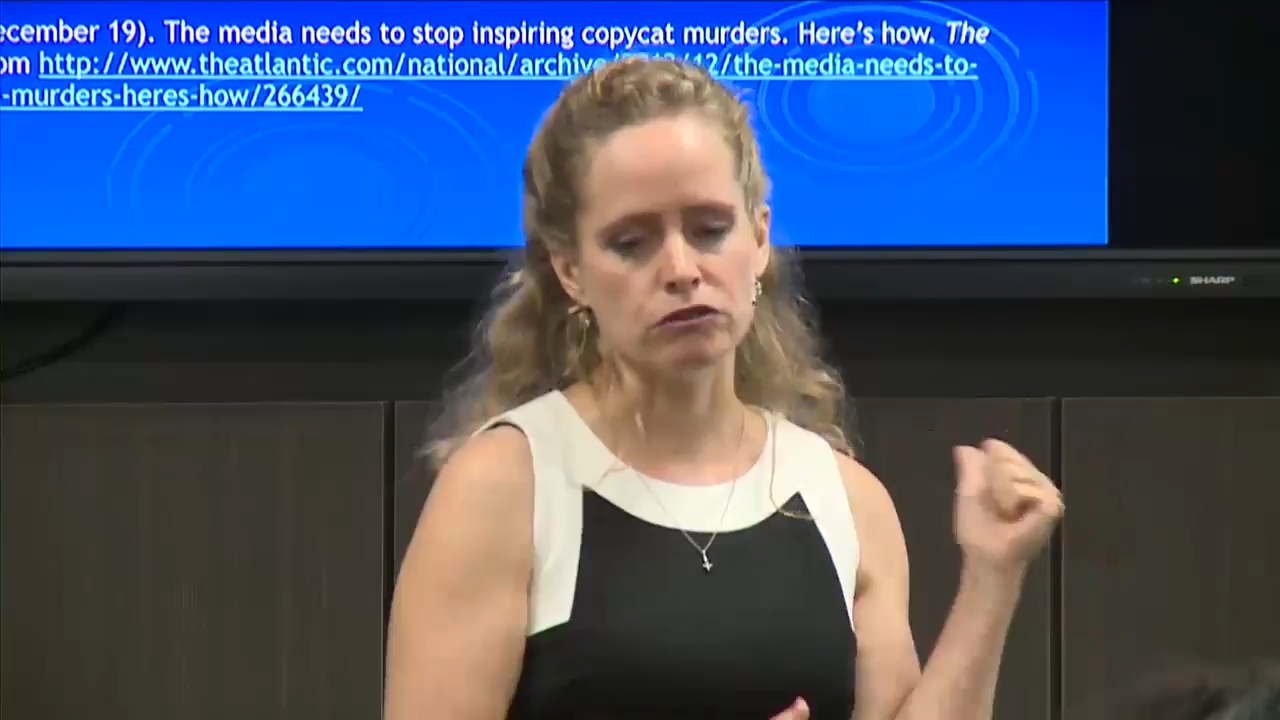 ecember 19). The media needs to stop inspiring copycat murders. Here's how. The
om http://www.theatlantic.com/national/archive/2012/12/the-media-needs-to-
-murders-heres-how/266439/
SHARP